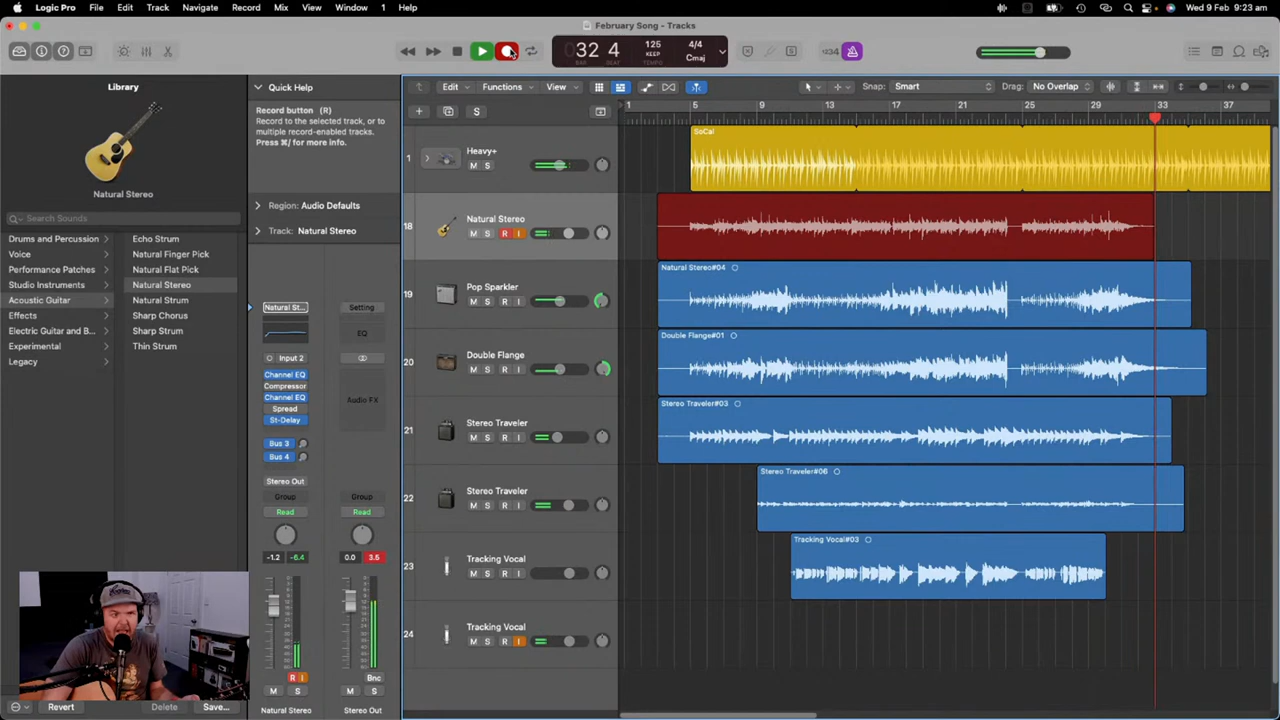 Logic Pro File Edit Track Navigate Record Mix View Window 1 Help Wed 9 Feb 9:23 am
February Song - Tracks
32 4 125 4/4
KEEP Cmaj
BAR BEAT TEMPO
1234
Library
Natural Stereo
Search Sounds
Drums and Percussion
Voice
Performance Patches
Studio Instruments
Acoustic Guitar
Effects
Electric Guitar and B...
Experimental
Legacy
Echo Strum
Natural Finger Pick
Natural Flat Pick
Natural Stereo
Natural Strum
Sharp Chorus
Sharp Strum
Thin Strum
Revert Delete Save...
Quick Help
Record button (R)
Record to the selected track, or to
multiple record-enabled tracks.
Press ⌘/ for more info.
Region: Audio Defaults
Track: Natural Stereo
Natural St... Setting
EQ
Input 2
Channel EQ
Compressor
Channel EQ Audio FX
Spread
St-Delay
Bus 3
Bus 4
Stereo Out
Group Group
Read Read
-1.2 -6.4 0.0 3.5
R I Bnc
M S M S
Natural Stereo Stereo Out
Edit Functions View Snap: Smart Drag: No Overlap
S
1 5 9 13 17 21 25 29 33 37
1 Heavy+
M S
SoCal
18 Natural Stereo
M S R I
19 Pop Sparkler
M S R I
Natural Stereo#04
20 Double Flange
M S R I
Double Flange#01
21 Stereo Traveler
M S R I
Stereo Traveler#03
22 Stereo Traveler
M S R I
Stereo Traveler#06
23 Tracking Vocal
M S R I
Tracking Vocal#03
24 Tracking Vocal
M S R I